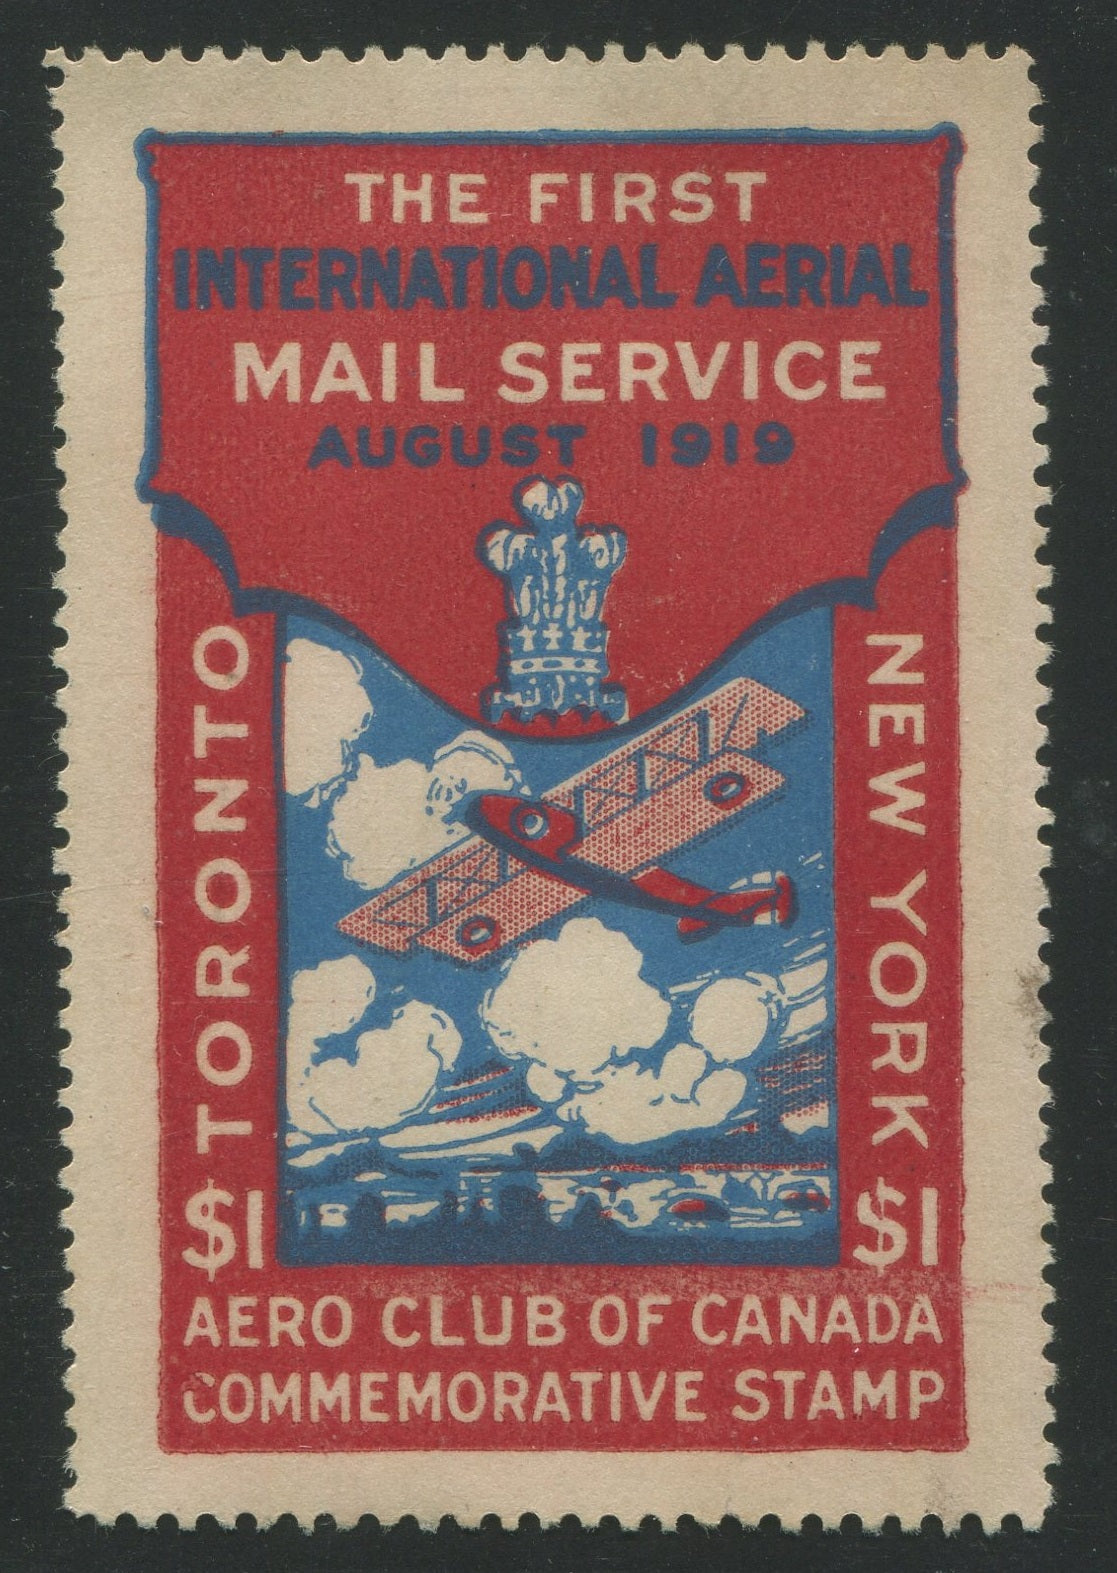 THE FIRST
INTERNATIONAL AERIAL
MAIL SERVICE
AUGUST 1919
TORONTO
NEW YORK
$1
$1
AERO CLUB OF CANADA
COMMEMORATIVE STAMP